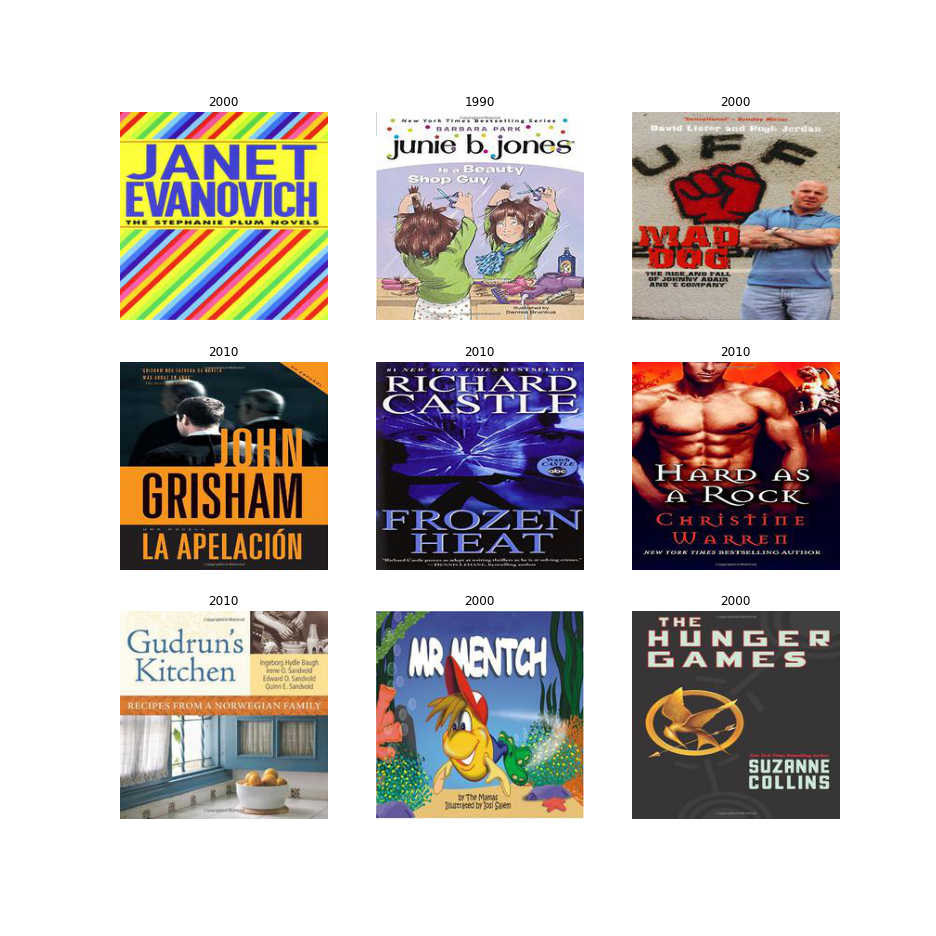 2000
JANET
EVANOVICH
THE STEPHANIE PLUM NOVELS
1990
New York Times Bestselling Series
BARBARA PARK
junie b. jones
is a Beauty
Shop Guy
illustrated by
Denise Brunkus
2000
'Sensational' - Sunday Mirror
David Lister and Hugh Jordan
UFF
MAD
DOG
THE RISE AND FALL
OF JOHNNY ADAIR
AND 'C COMPANY'
2010
EN ESPAÑOL
JOHN
GRISHAM
UNA NOVELA
LA APELACIÓN
2010
#1 NEW YORK TIMES BESTSELLER
RICHARD
CASTLE
Watch
CASTLE
abc
FROZEN
HEAT
"Richard Castle proves as adept at writing thrillers as he is at solving crimes."
—DENNIS LEHANE, bestselling author
2010
HARD AS
A ROCK
CHRISTINE
WARREN
NEW YORK TIMES BESTSELLING AUTHOR
2010
Gudrun's
Kitchen
Ingeborg Hydle Baugh
Irene O. Sandvold
Edward O. Sandvold
Quinn E. Sandvold
RECIPES FROM A NORWEGIAN FAMILY
2000
MR MENTCH
by The Mamas
Illustrated by Josi Salem
2000
THE
HUNGER
GAMES
New York Times Bestselling Author
SUZANNE
COLLINS